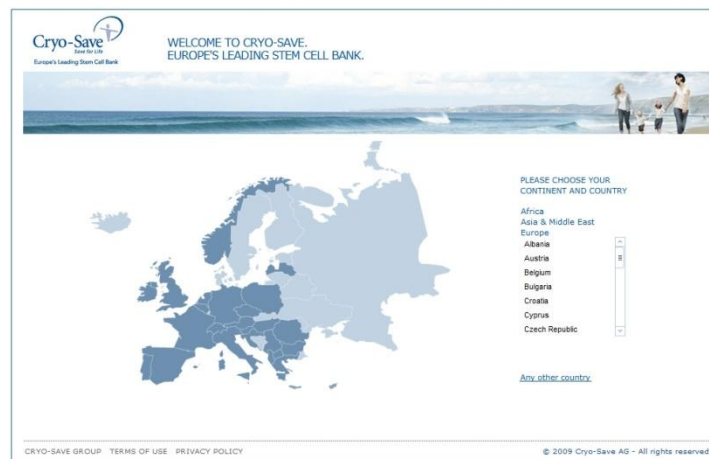 Cryo-Save
Save for Life
Europe's Leading Stem Cell Bank
WELCOME TO CRYO-SAVE.
EUROPE'S LEADING STEM CELL BANK.
PLEASE CHOOSE YOUR
CONTINENT AND COUNTRY
Africa
Asia & Middle East
Europe
Albania
Austria
Belgium
Bulgaria
Croatia
Cyprus
Czech Republic
Any other country
CRYO-SAVE GROUP TERMS OF USE PRIVACY POLICY
© 2009 Cryo-Save AG - All rights reserved